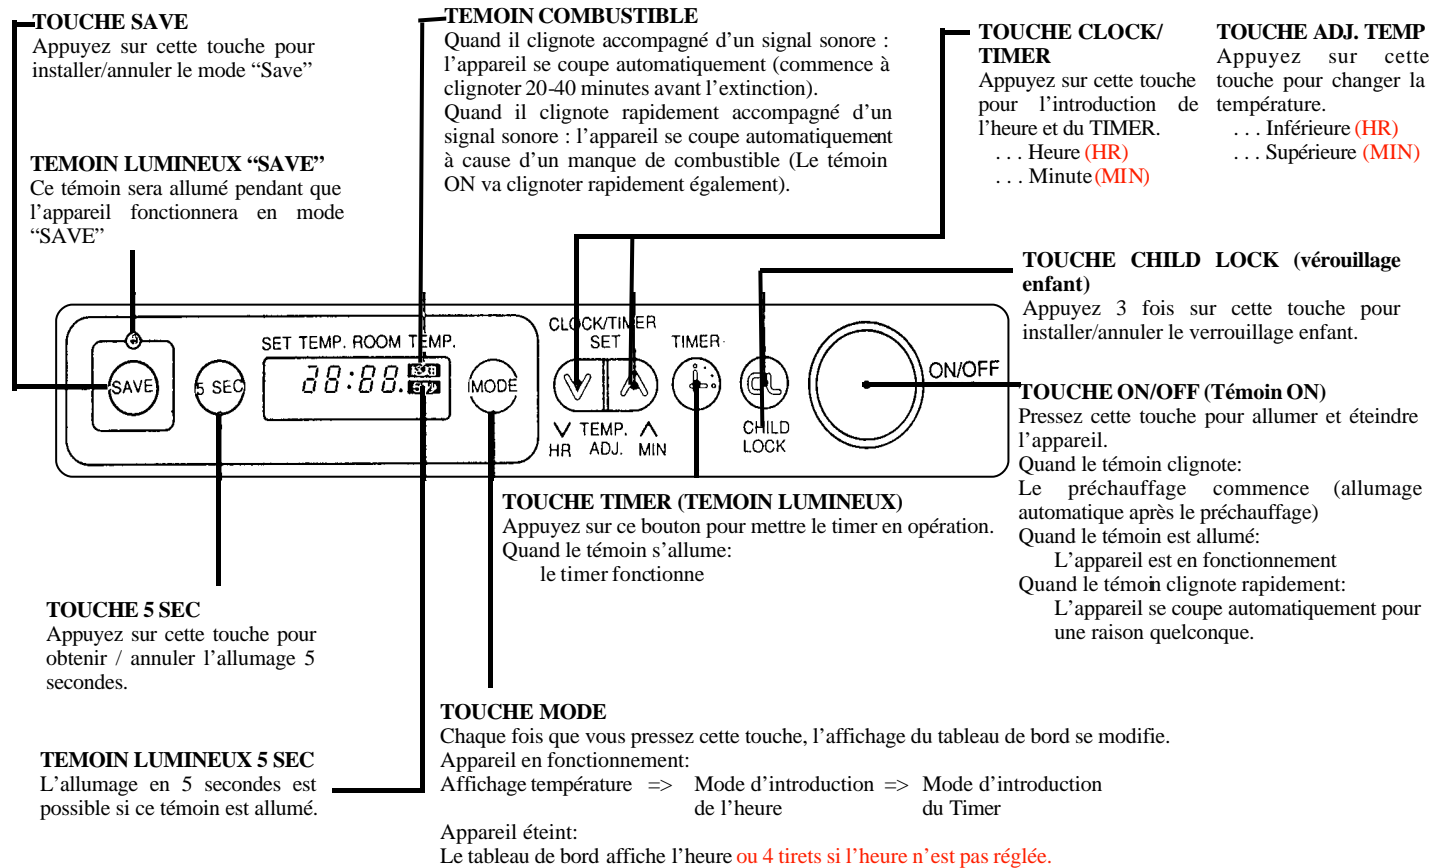 TOUCHE SAVE
Appuyez sur cette touche pour
installer/annuler le mode “Save”
TEMOIN LUMINEUX “SAVE”
Ce témoin sera allumé pendant que
l’appareil fonctionnera en mode
“SAVE”
TEMOIN COMBUSTIBLE
Quand il clignote accompagné d’un signal sonore :
l’appareil se coupe automatiquement (commence à
clignoter 20-40 minutes avant l’extinction).
Quand il clignote rapidement accompagné d’un
signal sonore : l’appareil se coupe automatiquement
à cause d’un manque de combustible (Le témoin
ON va clignoter rapidement également).
TOUCHE CLOCK/
TIMER
Appuyez sur cette touche
pour l’introduction de
l’heure et du TIMER.
. . . Heure (HR)
. . . Minute (MIN)
TOUCHE ADJ. TEMP
Appuyez sur cette
touche pour changer la
température.
. . . Inférieure (HR)
. . . Supérieure (MIN)
TOUCHE CHILD LOCK (vérouillage
enfant)
Appuyez 3 fois sur cette touche pour
installer/annuler le verrouillage enfant.
SET TEMP. ROOM TEMP.
CLOCK/TIMER
SET
TIMER
SAVE
5 SEC
88:88.
MODE
CL
ON/OFF
TEMP.
HR ADJ. MIN
CHILD
LOCK
TOUCHE ON/OFF (Témoin ON)
Pressez cette touche pour allumer et éteindre
l’appareil.
Quand le témoin clignote:
Le préchauffage commence (allumage
automatique après le préchauffage)
Quand le témoin est allumé:
L’appareil est en fonctionnement
Quand le témoin clignote rapidement:
L’appareil se coupe automatiquement pour
une raison quelconque.
TOUCHE TIMER (TEMOIN LUMINEUX)
Appuyez sur ce bouton pour mettre le timer en opération.
Quand le témoin s’allume:
le timer fonctionne
TOUCHE 5 SEC
Appuyez sur cette touche pour
obtenir / annuler l’allumage 5
secondes.
TEMOIN LUMINEUX 5 SEC
L’allumage en 5 secondes est
possible si ce témoin est allumé.
TOUCHE MODE
Chaque fois que vous pressez cette touche, l’affichage du tableau de bord se modifie.
Appareil en fonctionnement:
Affichage température => Mode d’introduction => Mode d’introduction
de l’heure du Timer
Appareil éteint:
Le tableau de bord affiche l’heure ou 4 tirets si l’heure n’est pas réglée.